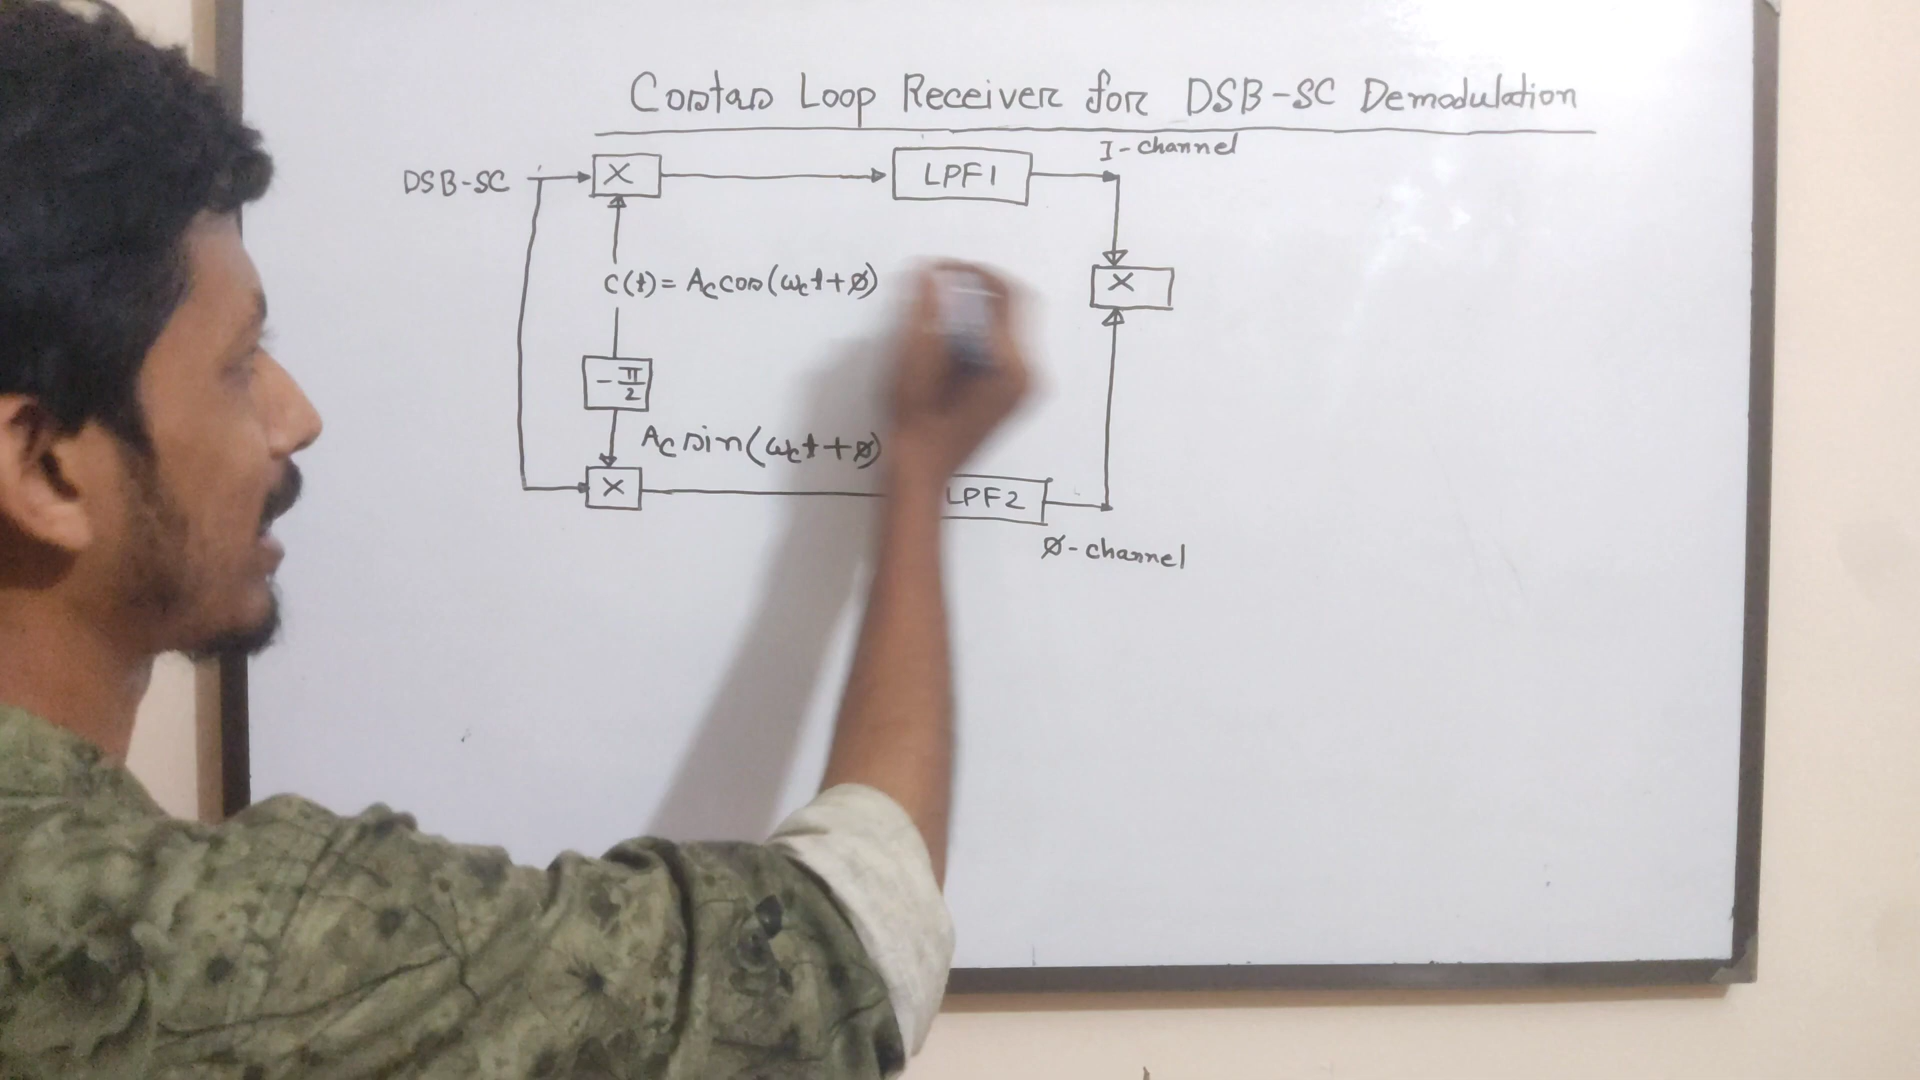 Costas Loop Receiver for DSB-SC Demodulation
I-channel
DSB-SC
X
LPF1
c(t)= Ac cos(ωct+ø)
X
-π/2
Ac sin(ωct+ø)
X
LPF2
Ø-channel